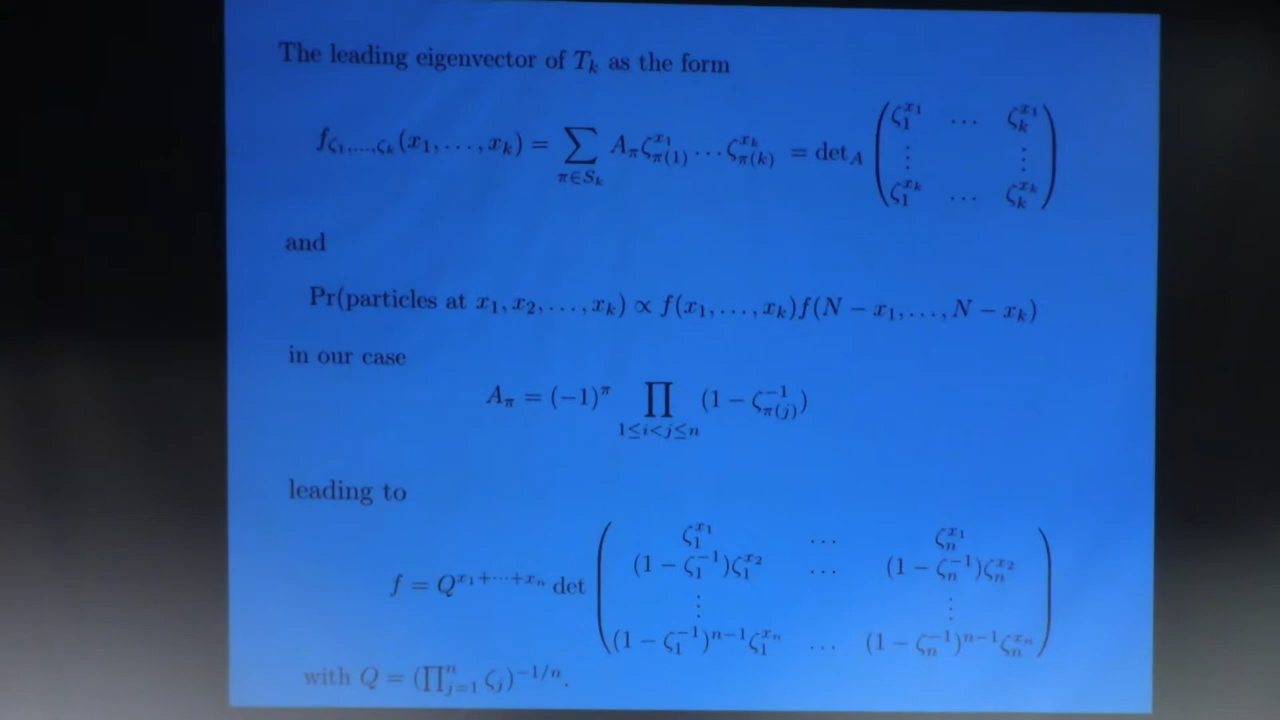 The leading eigenvector of $T_k$ as the form
$f_{\zeta_1,\ldots,\zeta_k}(x_1,\ldots,x_k) = \sum_{\pi \in S_k} A_\pi \zeta_{\pi(1)}^{x_1} \cdots \zeta_{\pi(k)}^{x_k} = \det_A \begin{pmatrix} \zeta_1^{x_1} & \cdots & \zeta_k^{x_1} \\ \vdots & & \vdots \\ \zeta_1^{x_k} & \cdots & \zeta_k^{x_k} \end{pmatrix}$
and
$\Pr(\text{particles at } x_1, x_2, \ldots, x_k) \propto f(x_1,\ldots,x_k) f(N - x_1, \ldots, N - x_k)$
in our case
$A_\pi = (-1)^\pi \prod_{1 \le i < j \le n} (1 - \zeta_{\pi(j)}^{-1})$
leading to
$f = Q^{x_1 + \cdots + x_n} \det \begin{pmatrix} \zeta_1^{x_1} & \cdots & \zeta_n^{x_1} \\ (1 - \zeta_1^{-1})\zeta_1^{x_2} & \cdots & (1 - \zeta_n^{-1})\zeta_n^{x_2} \\ \vdots & & \vdots \\ (1 - \zeta_1^{-1})^{n-1}\zeta_1^{x_n} & \cdots & (1 - \zeta_n^{-1})^{n-1}\zeta_n^{x_n} \end{pmatrix}$
with $Q = (\prod_{j=1}^n \zeta_j)^{-1/n}$.